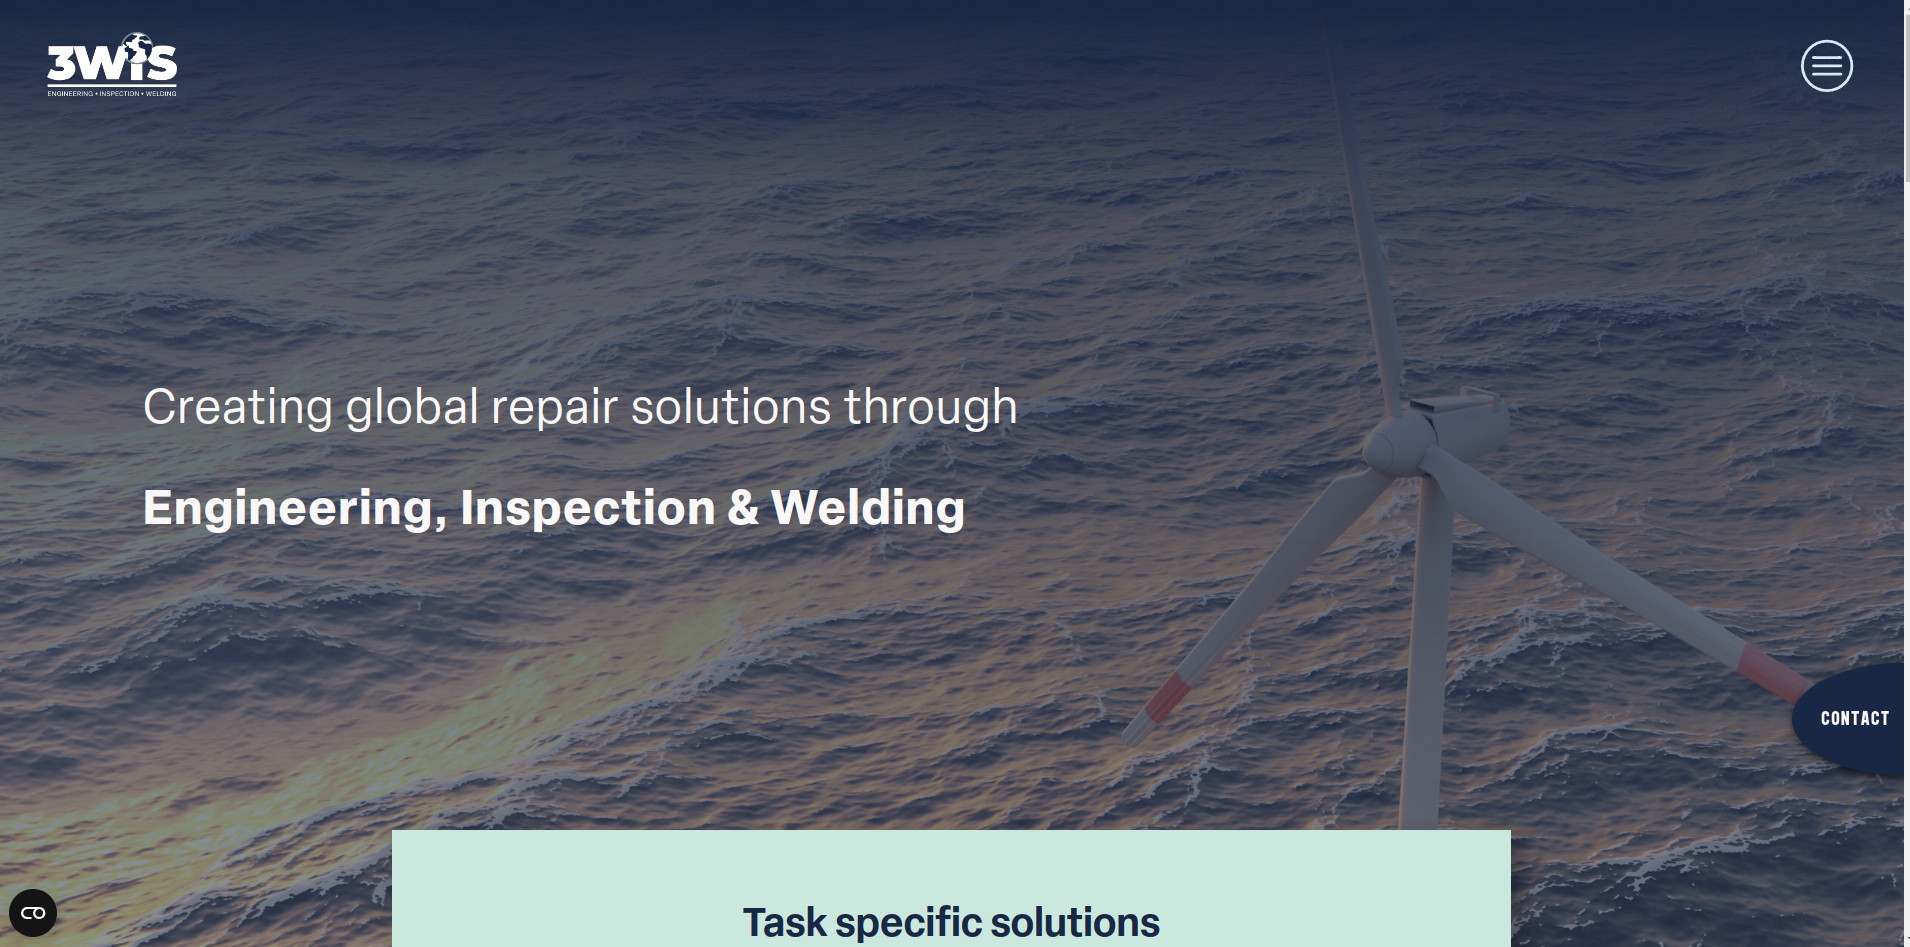 3WiS
ENGINEERING • INSPECTION • WELDING
Creating global repair solutions through
Engineering, Inspection & Welding
CONTACT
Task specific solutions